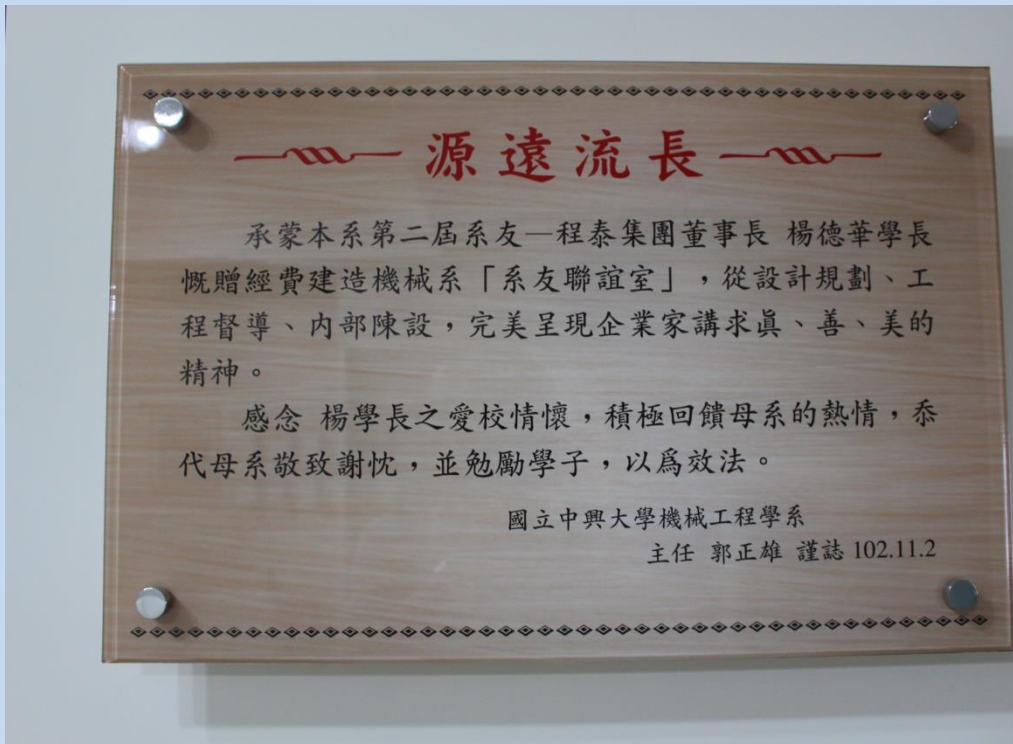 源遠流長
承蒙本系第二屆系友—程泰集團董事長 楊德華學長
慨贈經費建造機械系「系友聯誼室」，從設計規劃、工
程督導、内部陳設，完美呈現企業家講求眞、善、美的
精神。
感念 楊學長之愛校情懷，積極回饋母系的熱情，忝
代母系敬致謝忱，並勉勵學子，以爲效法。
國立中興大學機械工程學系
主任 郭正雄 謹誌 102.11.2